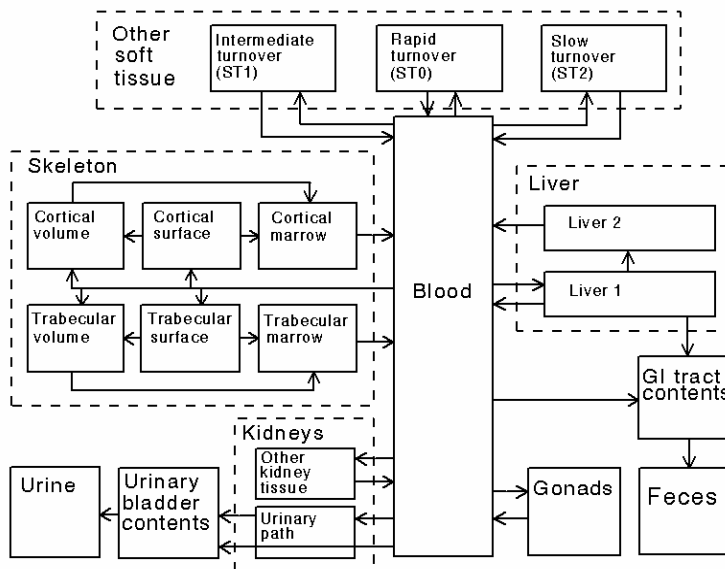 Other
soft
tissue
Intermediate
turnover
(ST1)
Rapid
turnover
(ST0)
Slow
turnover
(ST2)
Skeleton
Cortical
volume
Cortical
surface
Cortical
marrow
Trabecular
volume
Trabecular
surface
Trabecular
marrow
Blood
Liver
Liver 2
Liver 1
GI tract
contents
Kidneys
Other
kidney
tissue
Urinary
path
Urine
Urinary
bladder
contents
Gonads
Feces